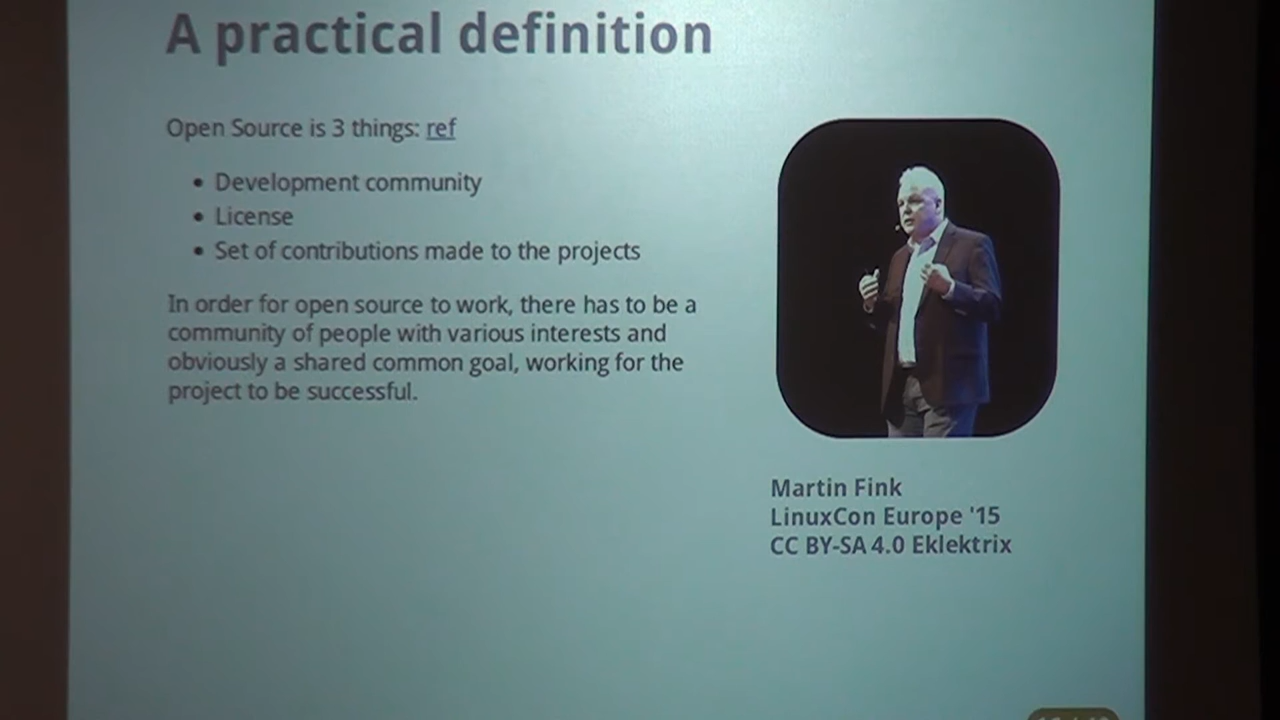 A practical definition
Open Source is 3 things: ref
• Development community
• License
• Set of contributions made to the projects
In order for open source to work, there has to be a
community of people with various interests and
obviously a shared common goal, working for the
project to be successful.
Martin Fink
LinuxCon Europe '15
CC BY-SA 4.0 Eklektrix